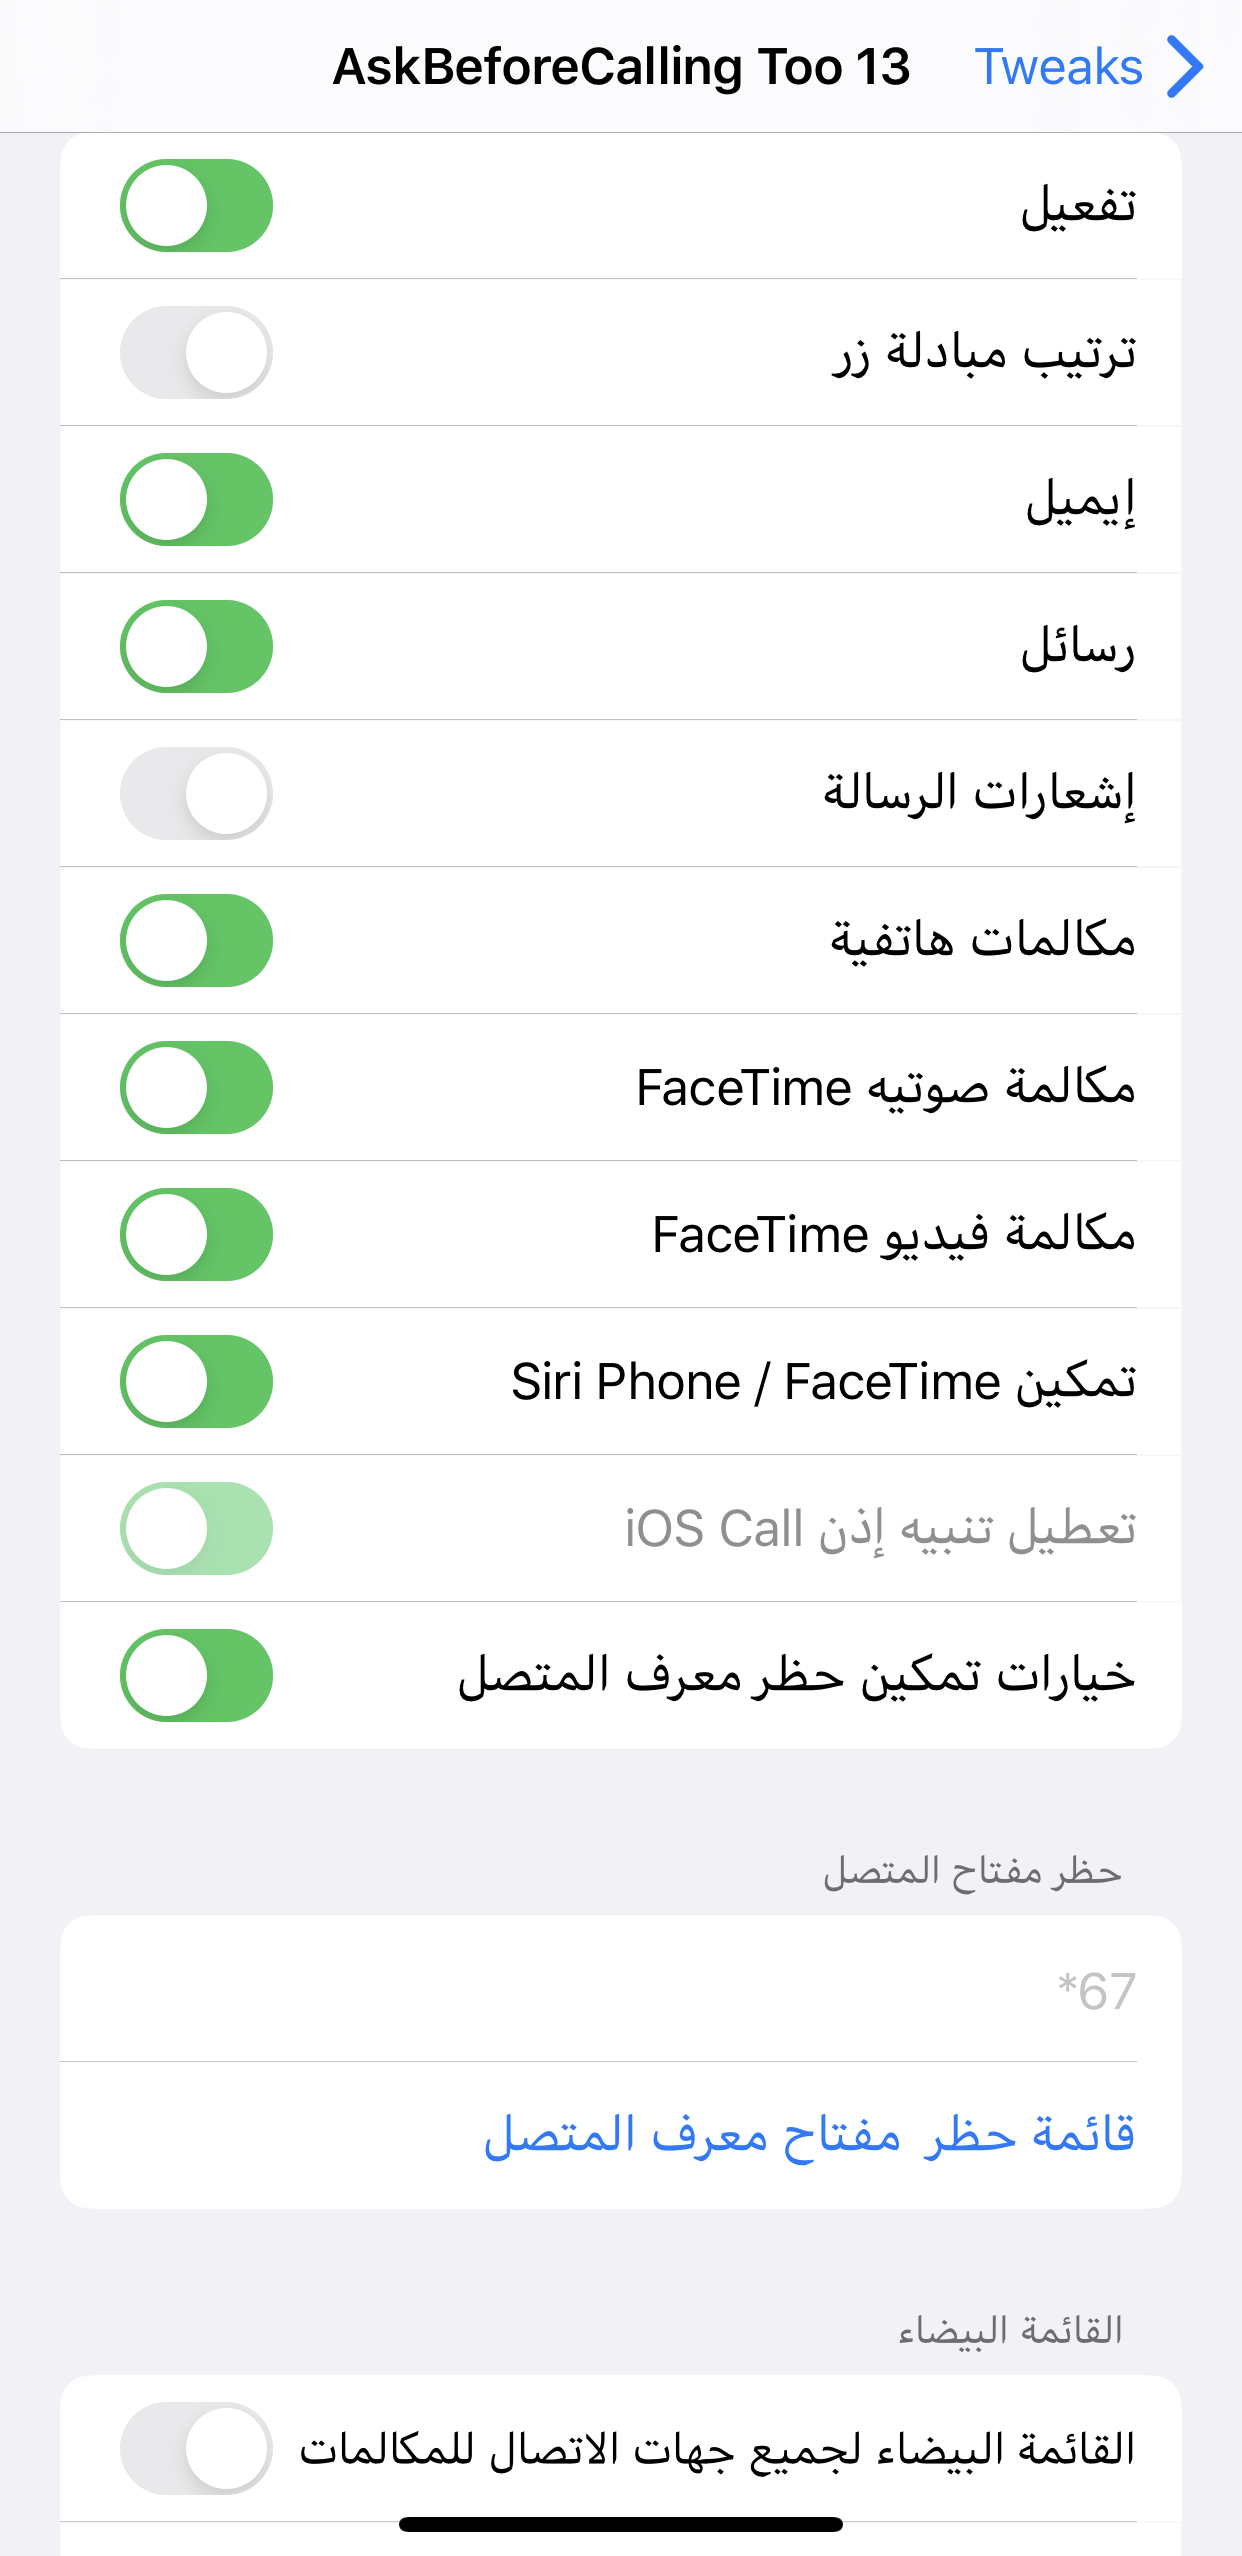 Tweaks
AskBeforeCalling Too 13
تفعيل
ترتيب مبادلة زر
إيميل
رسائل
إشعارات الرسالة
مكالمات هاتفية
مكالمة صوتيه FaceTime
مكالمة فيديو FaceTime
تمكين Siri Phone / FaceTime
تعطيل تنبيه إذن iOS Call
خيارات تمكين حظر معرف المتصل
حظر مفتاح المتصل
*67
قائمة حظر مفتاح معرف المتصل
القائمة البيضاء
القائمة البيضاء لجميع جهات الاتصال للمكالمات